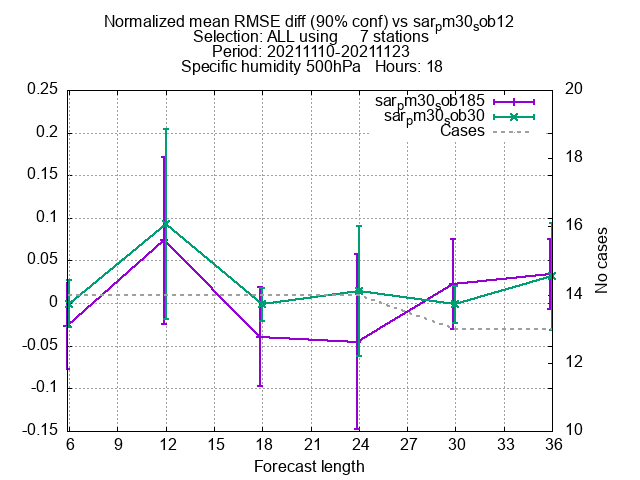 Normalized mean RMSE diff (90% conf) vs sarpm30sob12
Selection: ALL using 7 stations
Period: 20211110-20211123
Specific humidity 500hPa Hours: 18
sarpm30sob185
sarpm30sob30
Cases
0.25
0.2
0.15
0.1
0.05
0
-0.05
-0.1
-0.15
20
18
16
14
12
10
No cases
6 9 12 15 18 21 24 27 30 33 36
Forecast length